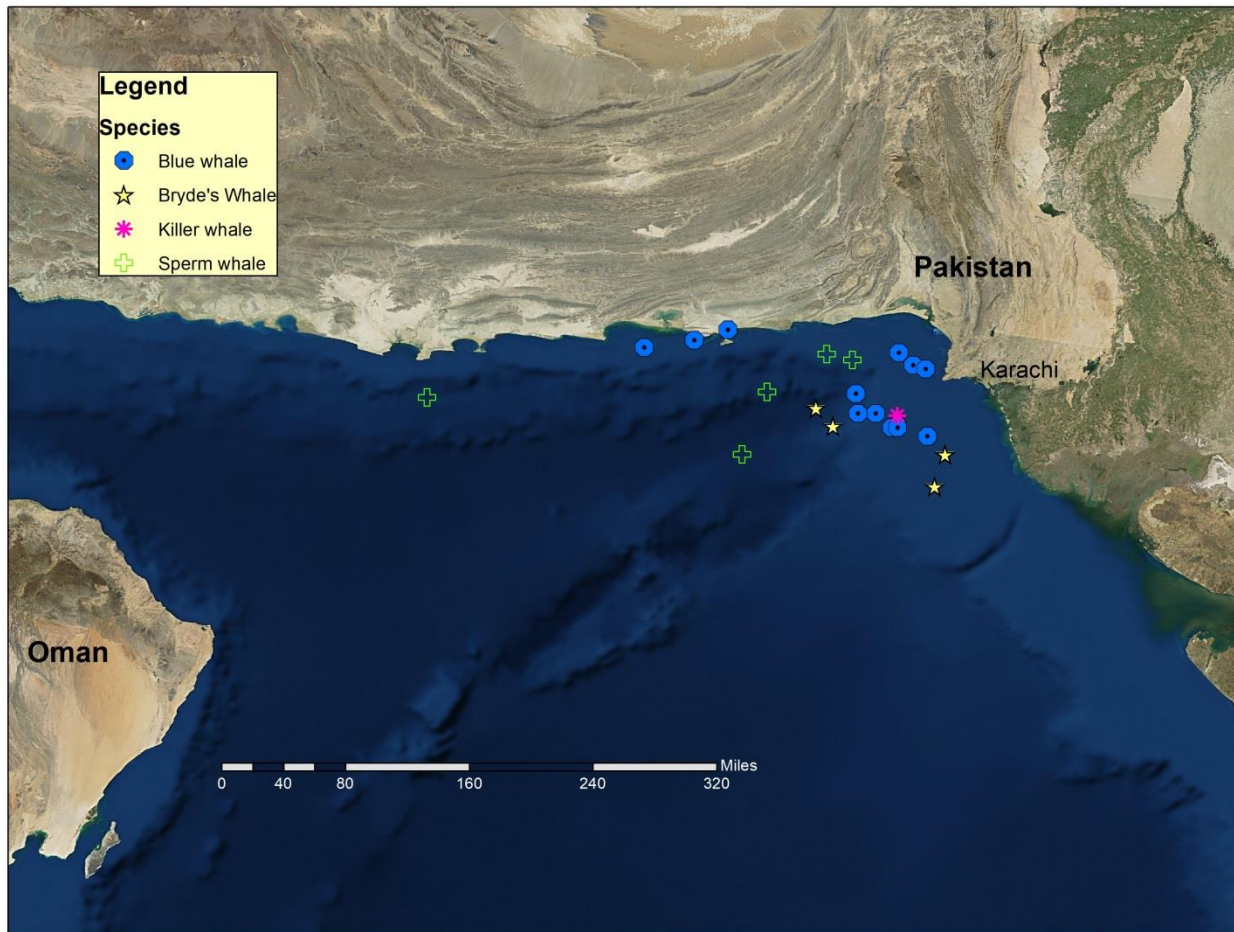 Legend
Species
Blue whale
Bryde's Whale
Killer whale
Sperm whale
Pakistan
Karachi
Oman
Miles
0 40 80 160 240 320